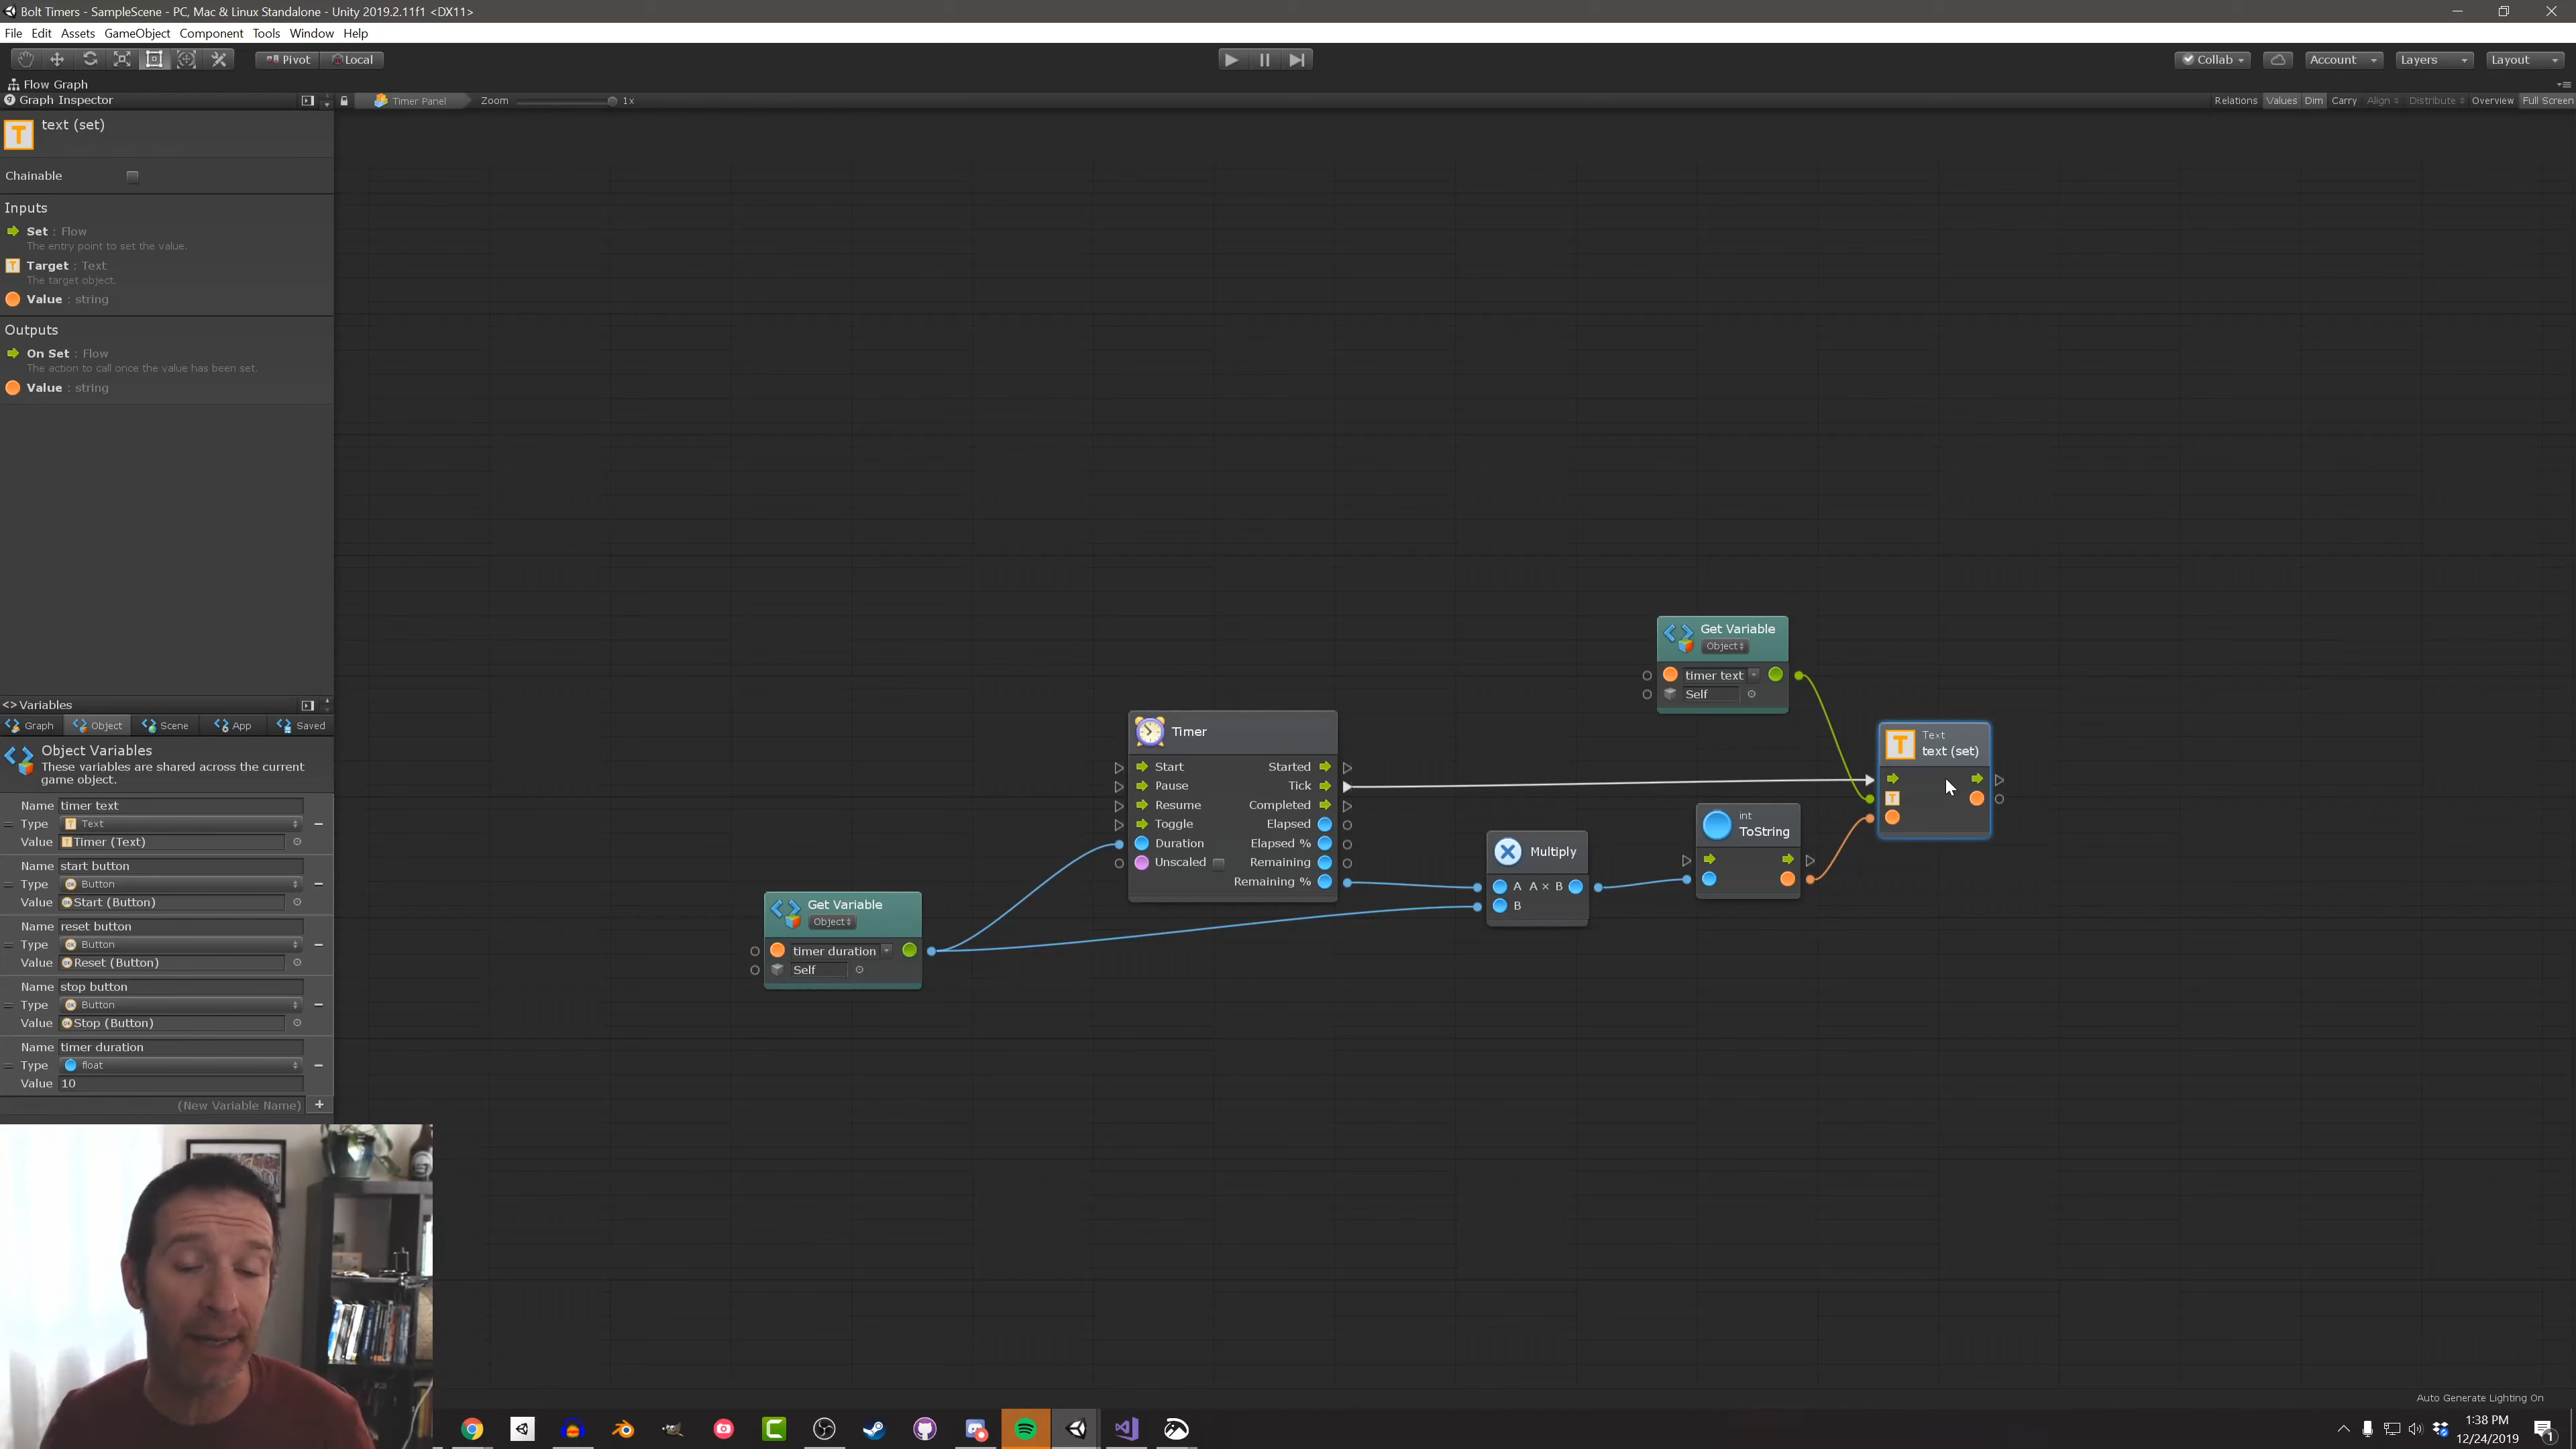 Bolt Timers - SampleScene - PC, Mac & Linux Standalone - Unity 2019.2.11f1 <DX11>
File Edit Assets GameObject Component Tools Window Help
Pivot Local Collab Account Layers Layout
Flow Graph
Graph Inspector Timer Panel Zoom 1x Relations Values Dim Carry Align Distribute Overview Full Screen
T text (set)
Chainable
Inputs
Set : Flow
The entry point to set the value.
T Target : Text
The target object.
Value : string
Outputs
On Set : Flow
The action to call once the value has been set.
Value : string
<> Variables
Graph Object Scene App Saved
Object Variables
These variables are shared across the current
game object.
Name timer text
Type T Text
Value T Timer (Text)
Name start button
Type Button
Value Start (Button)
Name reset button
Type Button
Value Reset (Button)
Name stop button
Type Button
Value Stop (Button)
Name timer duration
Type float
Value 10
(New Variable Name) +
Get Variable
Object
timer duration
Self
Timer
Start Started
Pause Tick
Resume Completed
Toggle Elapsed
Duration Elapsed %
Unscaled Remaining
Remaining %
Multiply
A A × B
B
Get Variable
Object
timer text
Self
int
ToString
Text
T text (set)
T
Auto Generate Lighting On
1:38 PM
12/24/2019
1